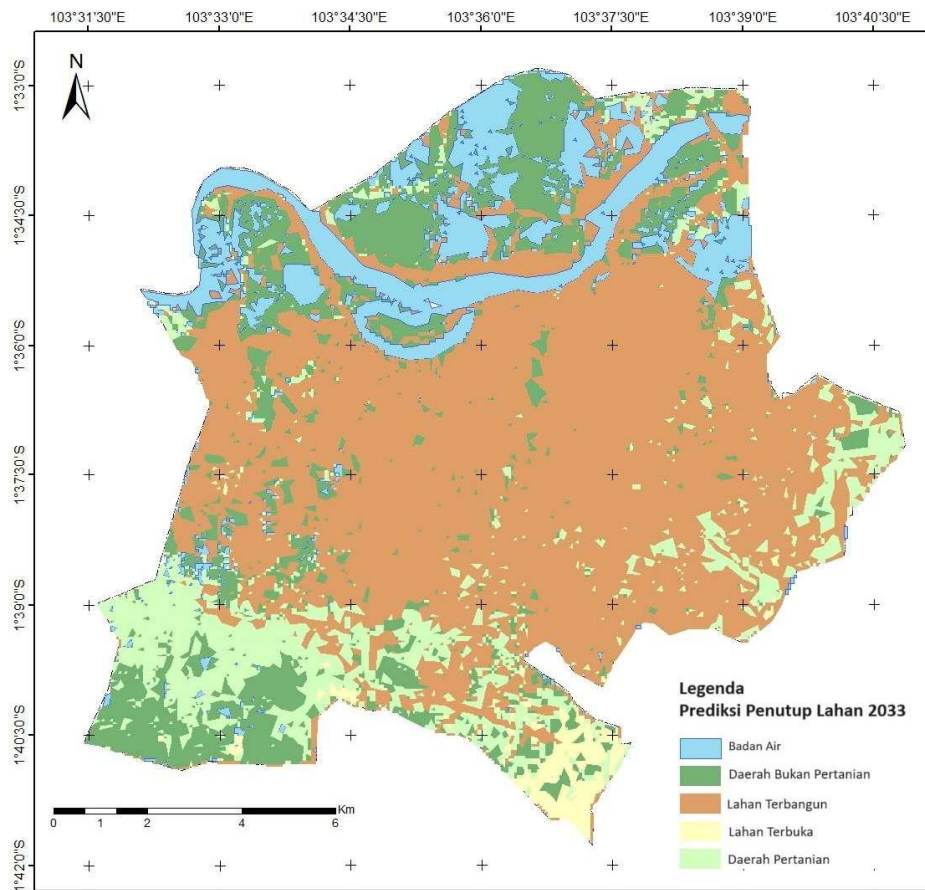 103°31'30"E 103°33'0"E 103°34'30"E 103°36'0"E 103°37'30"E 103°39'0"E 103°40'30"E
N
1°33'0"S
1°34'30"S
1°36'0"S
1°37'30"S
1°39'0"S
1°40'30"S
1°42'0"S
Legenda
Prediksi Penutup Lahan 2033
Badan Air
Daerah Bukan Pertanian
Lahan Terbangun
Lahan Terbuka
Daerah Pertanian
Km
0 1 2 4 6